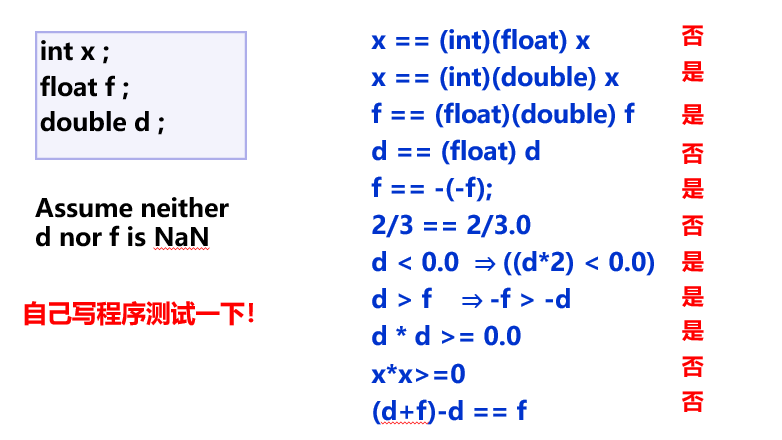 int x ;
float f ;
double d ;
Assume neither
d nor f is NaN
自己写程序测试一下！
x == (int)(float) x 否
x == (int)(double) x 是
f == (float)(double) f 是
d == (float) d 否
f == -(-f); 是
2/3 == 2/3.0 否
d < 0.0 ⇒ ((d*2) < 0.0) 是
d > f ⇒ -f > -d 是
d * d >= 0.0 是
x*x>=0 否
(d+f)-d == f 否